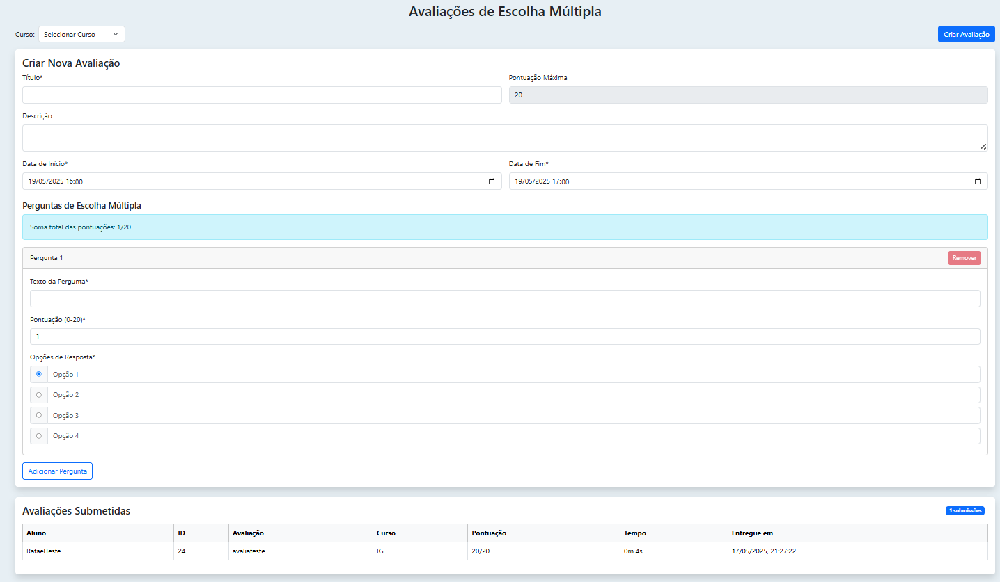 Avaliações de Escolha Múltipla
Curso: Selecionar Curso Criar Avaliação
Criar Nova Avaliação
Título* Pontuação Máxima
20
Descrição
Data de Início* Data de Fim*
19/05/2025 16:00 19/05/2025 17:00
Perguntas de Escolha Múltipla
Soma total das pontuações: 1/20
Pergunta 1 Remover
Texto da Pergunta*
Pontuação (0-20)*
1
Opções de Resposta*
Opção 1
Opção 2
Opção 3
Opção 4
Adicionar Pergunta
Avaliações Submetidas 1 submissões
Aluno ID Avaliação Curso Pontuação Tempo Entregue em
RafaelTeste 24 avaliateste IG 20/20 0m 4s 17/05/2025, 21:27:22